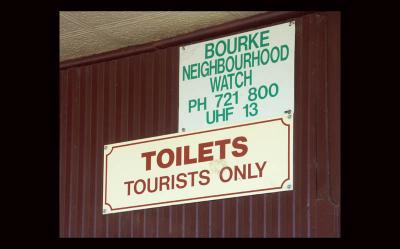 BOURKE
NEIGHBOURHOOD
WATCH
PH 721 800
UHF 13
TOILETS
TOURISTS ONLY